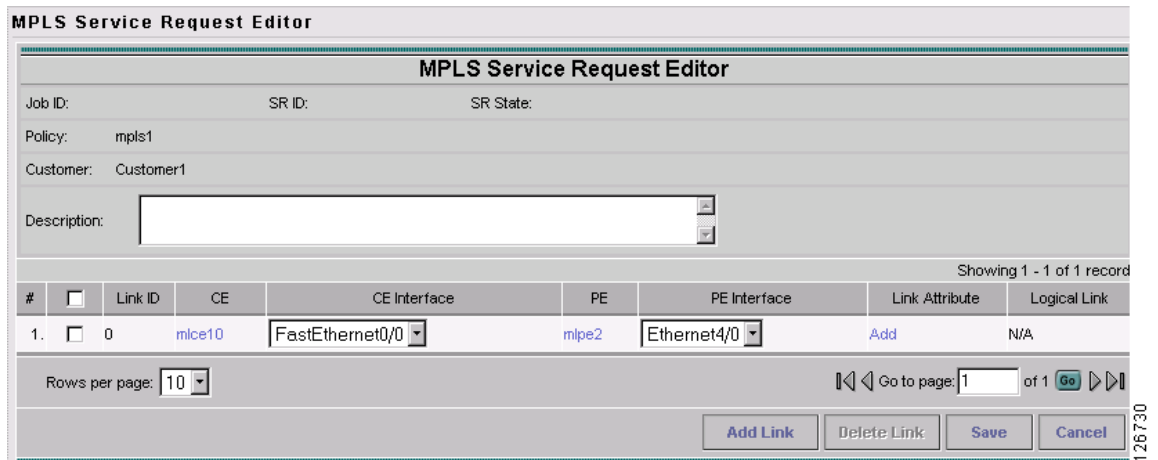 MPLS Service Request Editor
MPLS Service Request Editor
Job ID: SR ID: SR State:
Policy: mpls1
Customer: Customer1
Description:
Showing 1 - 1 of 1 record
# Link ID CE CE Interface PE PE Interface Link Attribute Logical Link
1. 0 mlce10 FastEthernet0/0 mlpe2 Ethernet4/0 Add N/A
Rows per page: 10 Go to page: 1 of 1 Go
Add Link Delete Link Save Cancel
126730